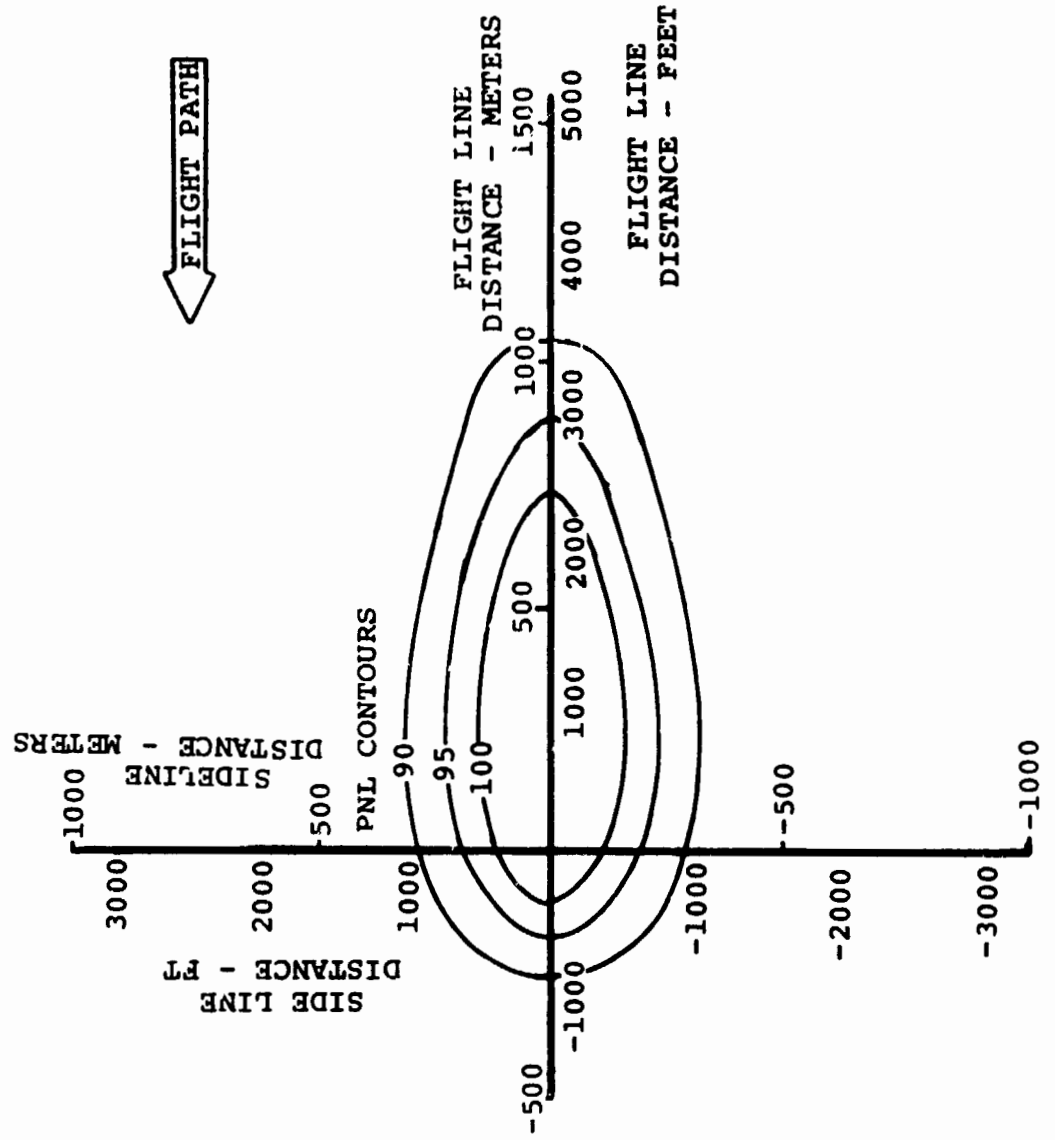 FLIGHT PATH
FLIGHT LINE
DISTANCE - METERS
1500
1000
500
-500
5000
4000
3000
2000
1000
-1000
FLIGHT LINE
DISTANCE - FEET
PNL CONTOURS
90
95
100
SIDELINE
DISTANCE - METERS
1000
500
-500
-1000
3000
2000
1000
-1000
-2000
-3000
SIDE LINE
DISTANCE - FT